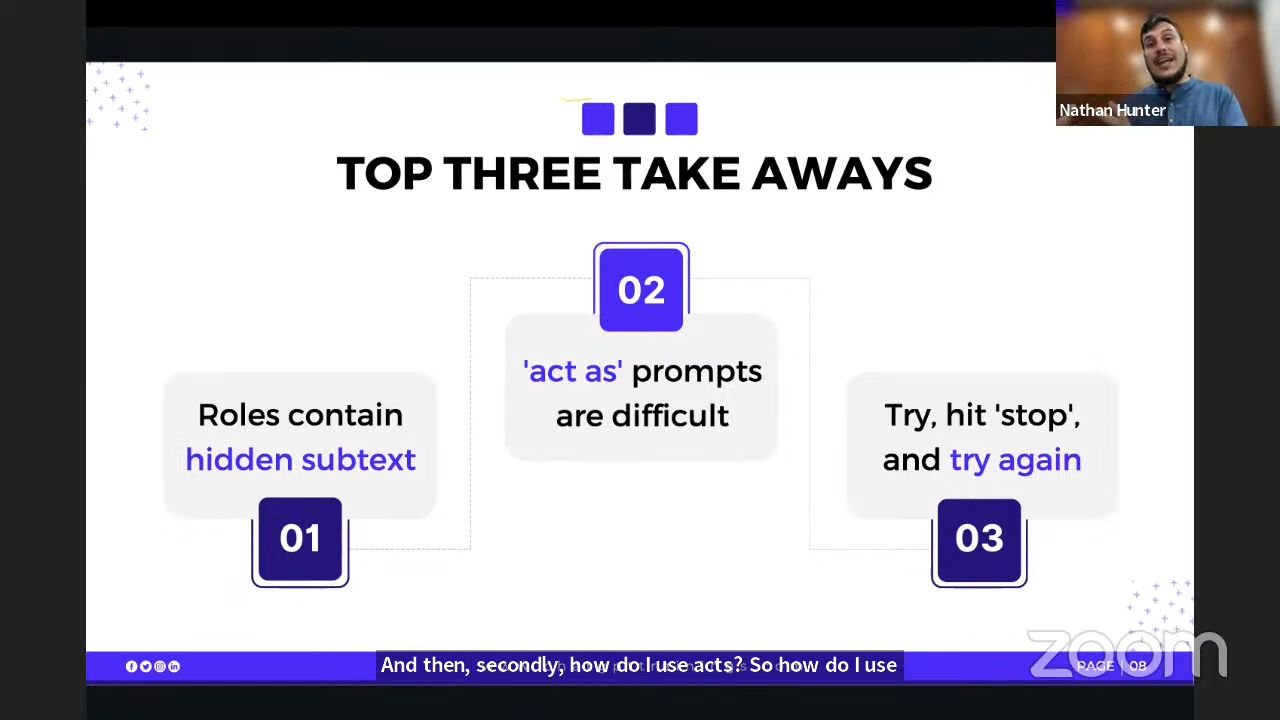 Nathan Hunter
TOP THREE TAKE AWAYS
02
'act as' prompts
are difficult
Roles contain
hidden subtext
01
Try, hit 'stop',
and try again
03
And then, secondly, how do I use acts? So how do I use
PAGE | 08
zoom